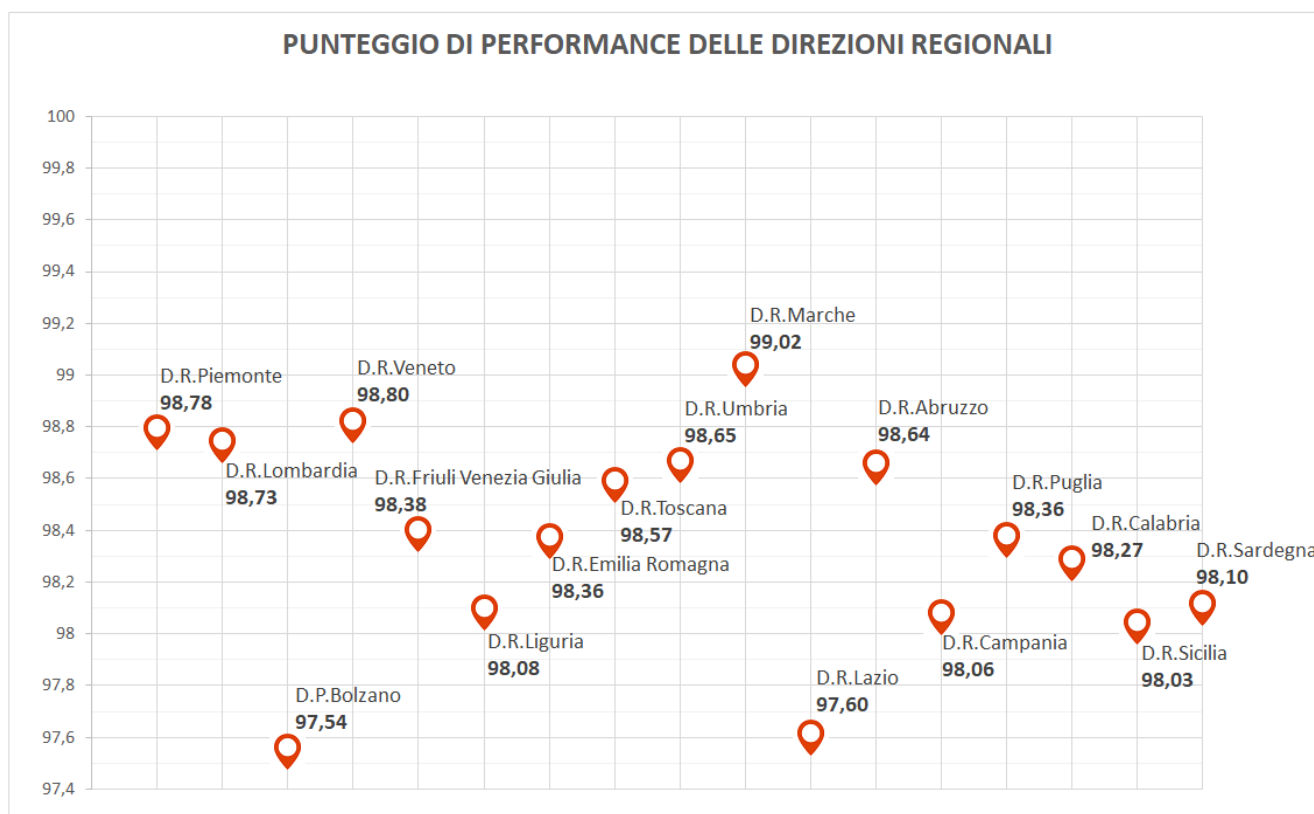 PUNTEGGIO DI PERFORMANCE DELLE DIREZIONI REGIONALI
100
99,8
99,6
99,4
99,2
99
98,8
98,6
98,4
98,2
98
97,8
97,6
97,4
D.R.Piemonte
98,78
D.R.Lombardia
98,73
D.P.Bolzano
97,54
D.R.Veneto
98,80
D.R.Friuli Venezia Giulia
98,38
D.R.Liguria
98,08
D.R.Emilia Romagna
98,36
D.R.Toscana
98,57
D.R.Umbria
98,65
D.R.Marche
99,02
D.R.Lazio
97,60
D.R.Abruzzo
98,64
D.R.Campania
98,06
D.R.Puglia
98,36
D.R.Calabria
98,27
D.R.Sicilia
98,03
D.R.Sardegna
98,10